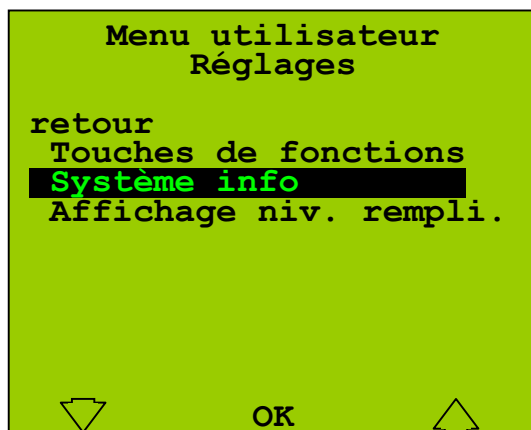 Menu utilisateur
Réglages
retour
Touches de fonctions
Système info
Affichage niv. rempli.
OK